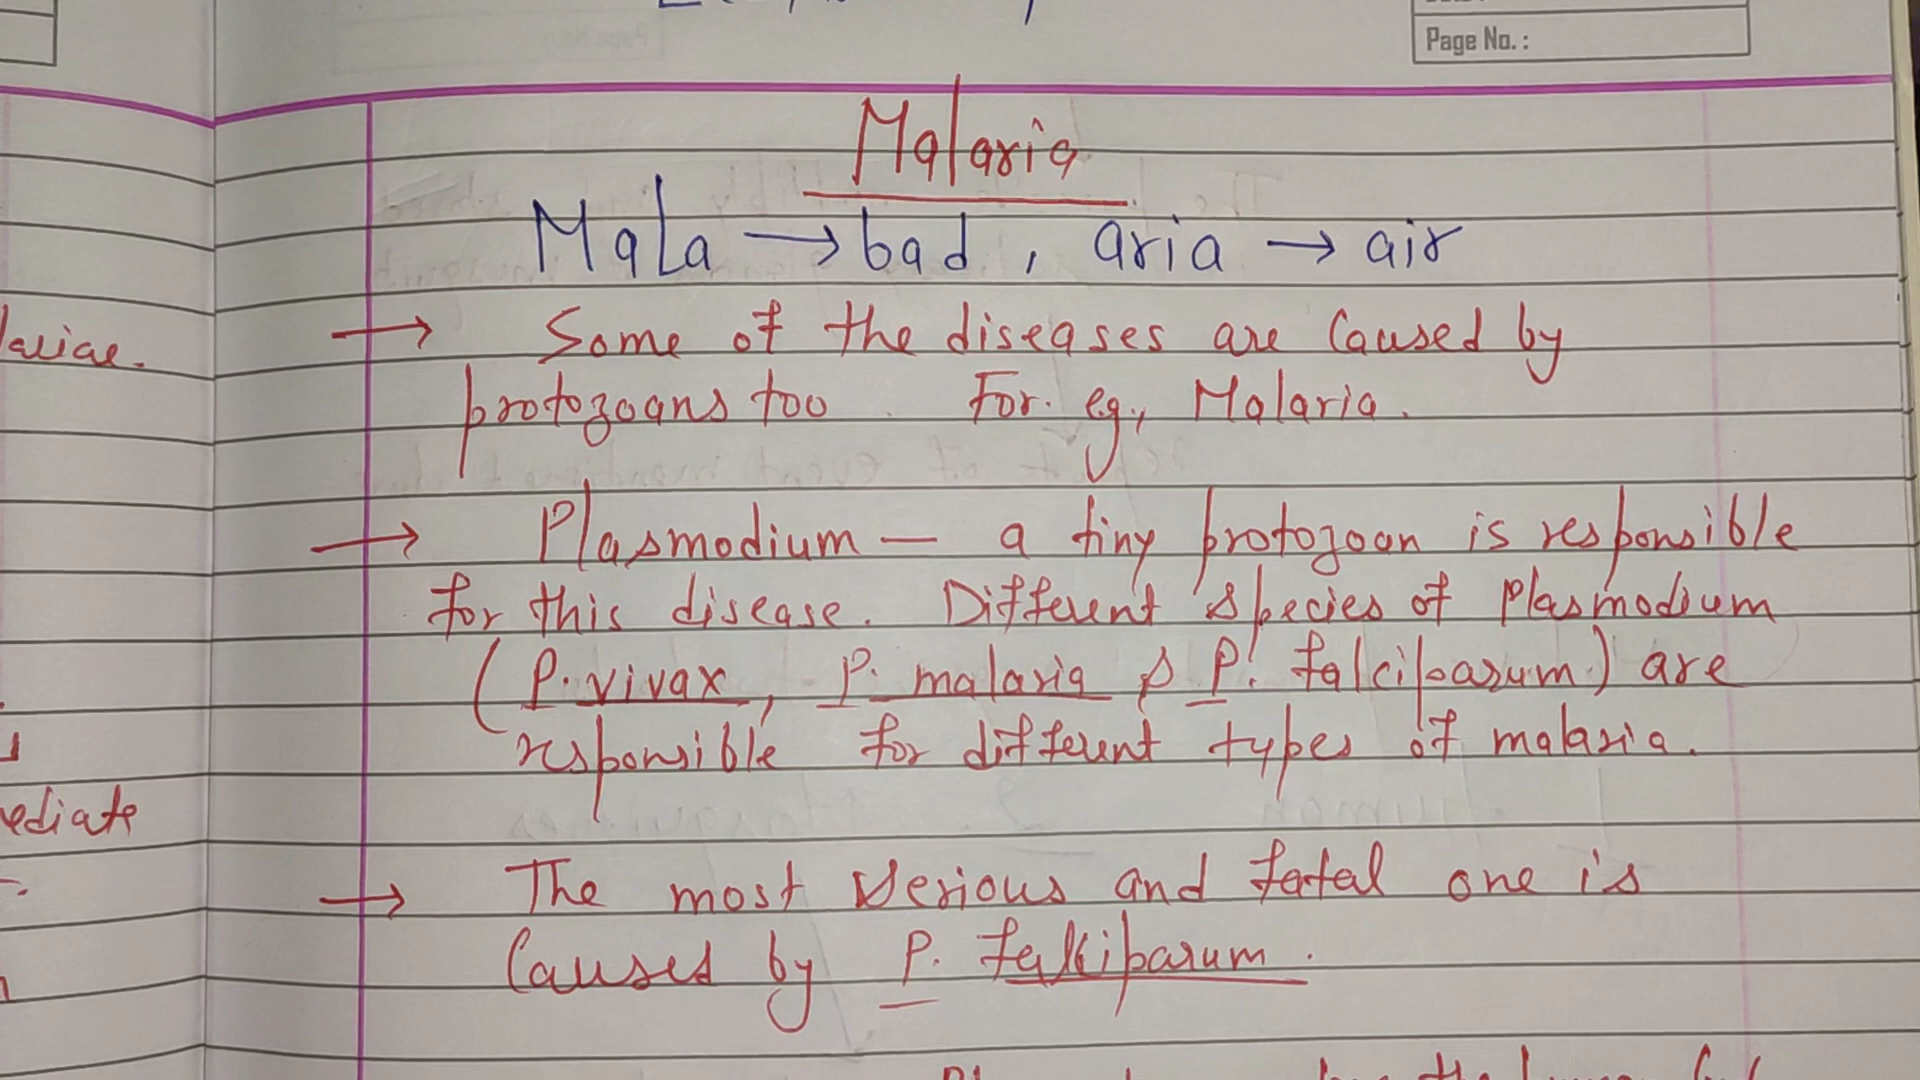 Page No. :
Malaria
Mala → bad , aria → air
→ Some of the diseases are caused by
protozoans too . For. eg., Malaria.
→ Plasmodium — a tiny protozoan is responsible
for this disease. Different species of Plasmodium
(P. vivax, P. malaria & P. falciparum) are
responsible for different types of malaria.
→ The most serious and fatal one is
caused by P. falciparum.
ediate